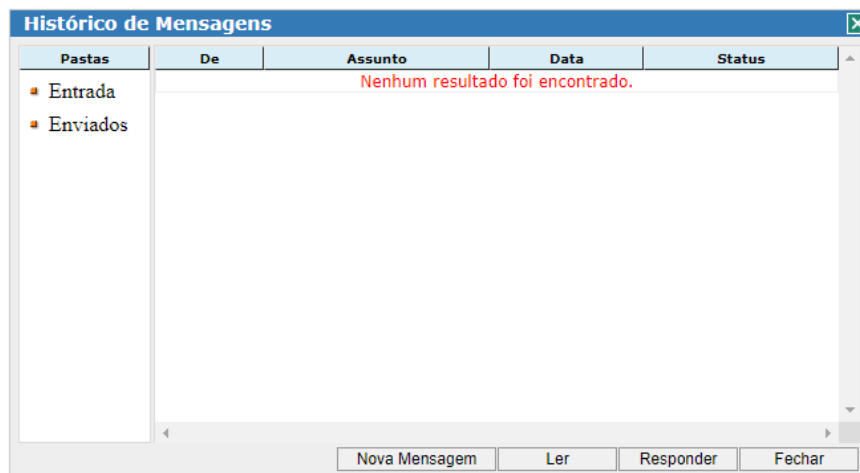 Histórico de Mensagens
Pastas De Assunto Data Status
Nenhum resultado foi encontrado.
Entrada
Enviados
Nova Mensagem Ler Responder Fechar